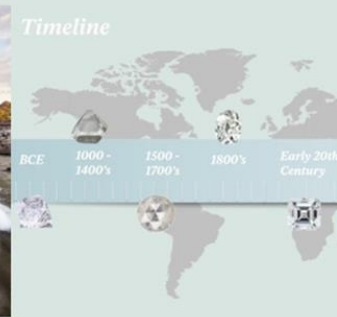 Timeline
BCE
1000 -
1400's
1500 -
1700's
1800's
Early 20th
Century